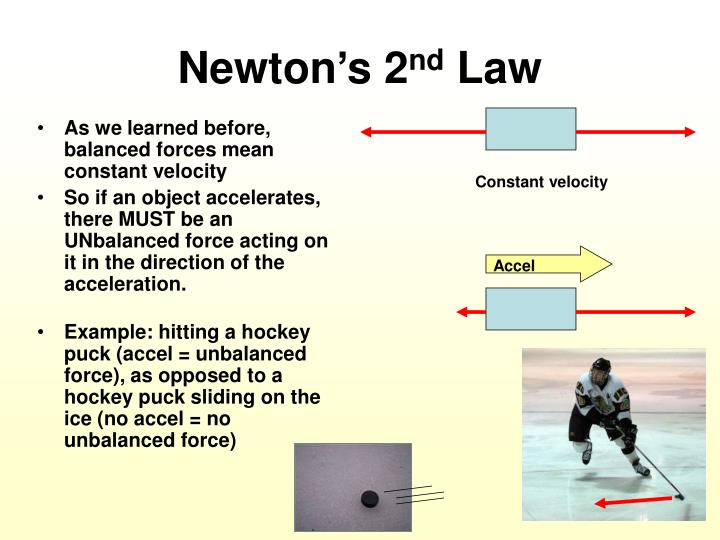 Newton’s 2nd Law
• As we learned before,
balanced forces mean
constant velocity
• So if an object accelerates,
there MUST be an
UNbalanced force acting on
it in the direction of the
acceleration.
• Example: hitting a hockey
puck (accel = unbalanced
force), as opposed to a
hockey puck sliding on the
ice (no accel = no
unbalanced force)
Constant velocity
Accel